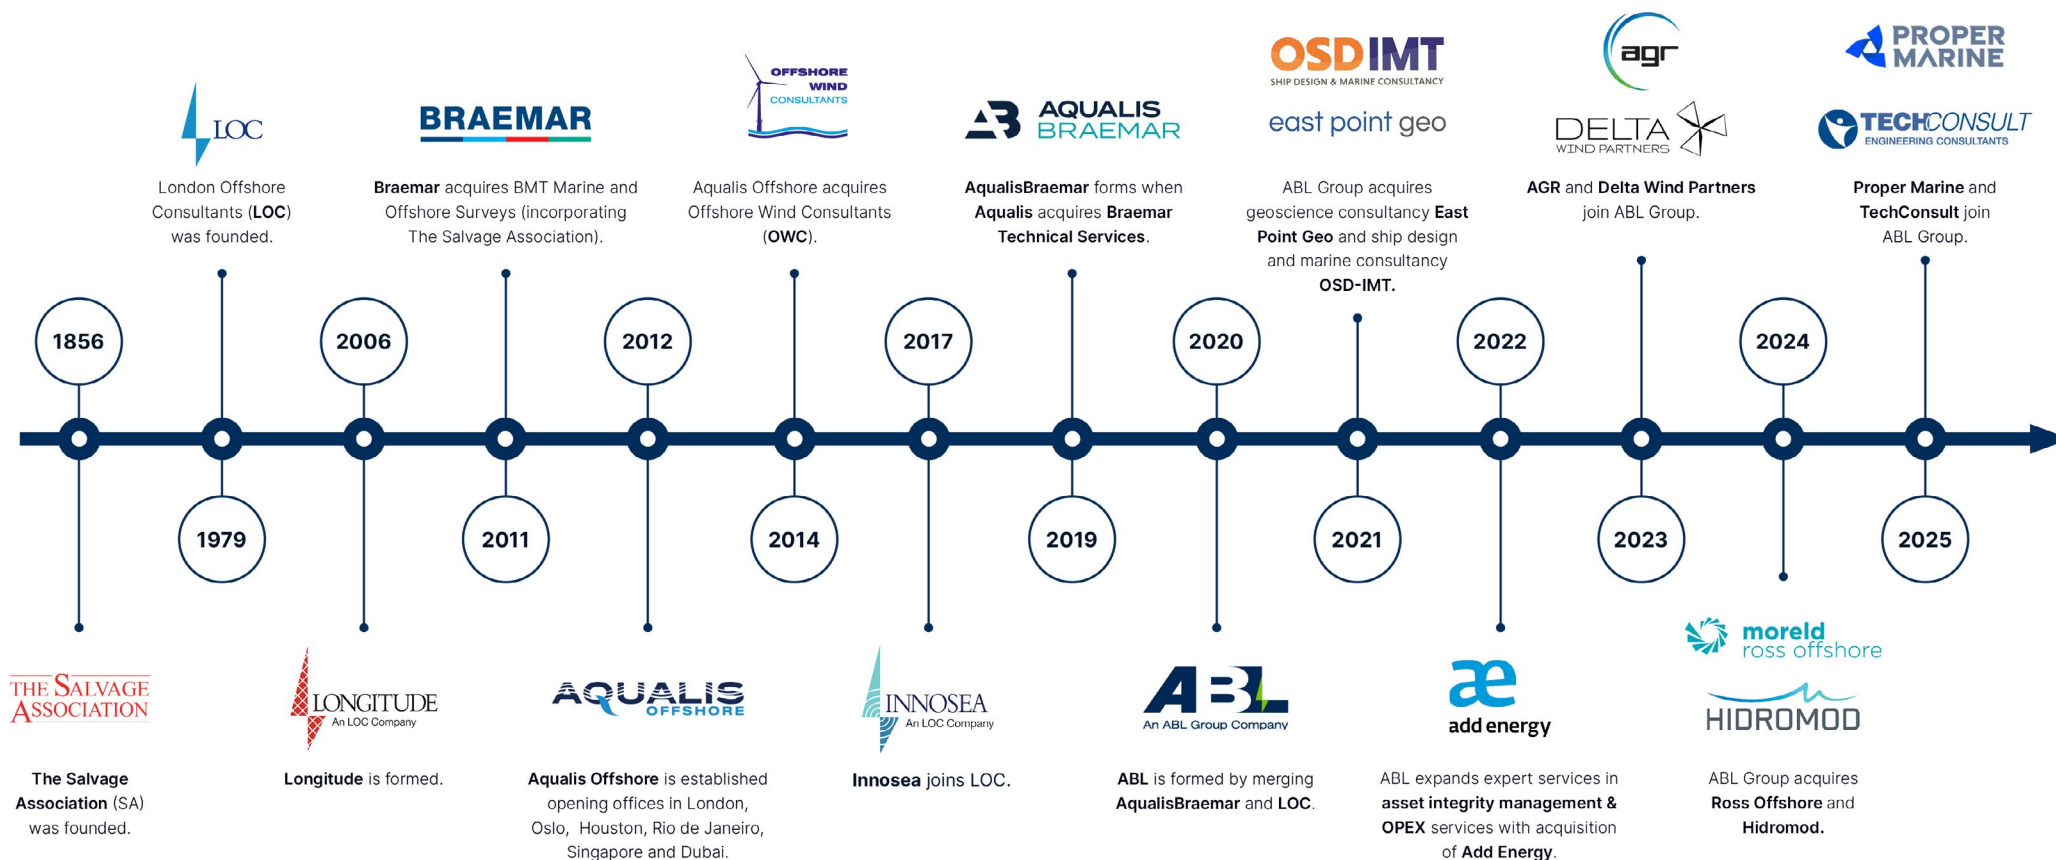 LOC
London Offshore
Consultants (LOC)
was founded.
BRAEMAR
Braemar acquires BMT Marine and
Offshore Surveys (incorporating
The Salvage Association).
OFFSHORE
WIND
CONSULTANTS
Aqualis Offshore acquires
Offshore Wind Consultants
(OWC).
AB
AQUALIS
BRAEMAR
AqualisBraemar forms when
Aqualis acquires Braemar
Technical Services.
OSD IMT
SHIP DESIGN & MARINE CONSULTANCY
east point geo
ABL Group acquires
geoscience consultancy East
Point Geo and ship design
and marine consultancy
OSD-IMT.
agr
DELTA
WIND PARTNERS
AGR and Delta Wind Partners
join ABL Group.
PROPER
MARINE
TECHCONSULT
ENGINEERING CONSULTANTS
Proper Marine and
TechConsult join
ABL Group.
1856
2006
2012
2017
2020
2022
2024
1979
2011
2014
2019
2021
2023
2025
THE SALVAGE
ASSOCIATION
The Salvage
Association (SA)
was founded.
LONGITUDE
An LOC Company
Longitude is formed.
AQUALIS
OFFSHORE
Aqualis Offshore is established
opening offices in London,
Oslo, Houston, Rio de Janeiro,
Singapore and Dubai.
INNOSEA
An LOC Company
Innosea joins LOC.
ABL
An ABL Group Company
ABL is formed by merging
AqualisBraemar and LOC.
æ
add energy
ABL expands expert services in
asset integrity management &
OPEX services with acquisition
of Add Energy.
moreld
ross offshore
HIDROMOD
ABL Group acquires
Ross Offshore and
Hidromod.